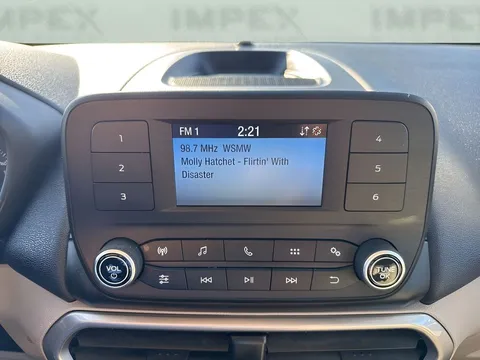 IMPEX IMPEX IMPEX
FM 1 2:21
98.7 MHz WSMW
Molly Hatchet - Flirtin' With
Disaster
1
2
3
4
5
6
VOL
TUNE
OK